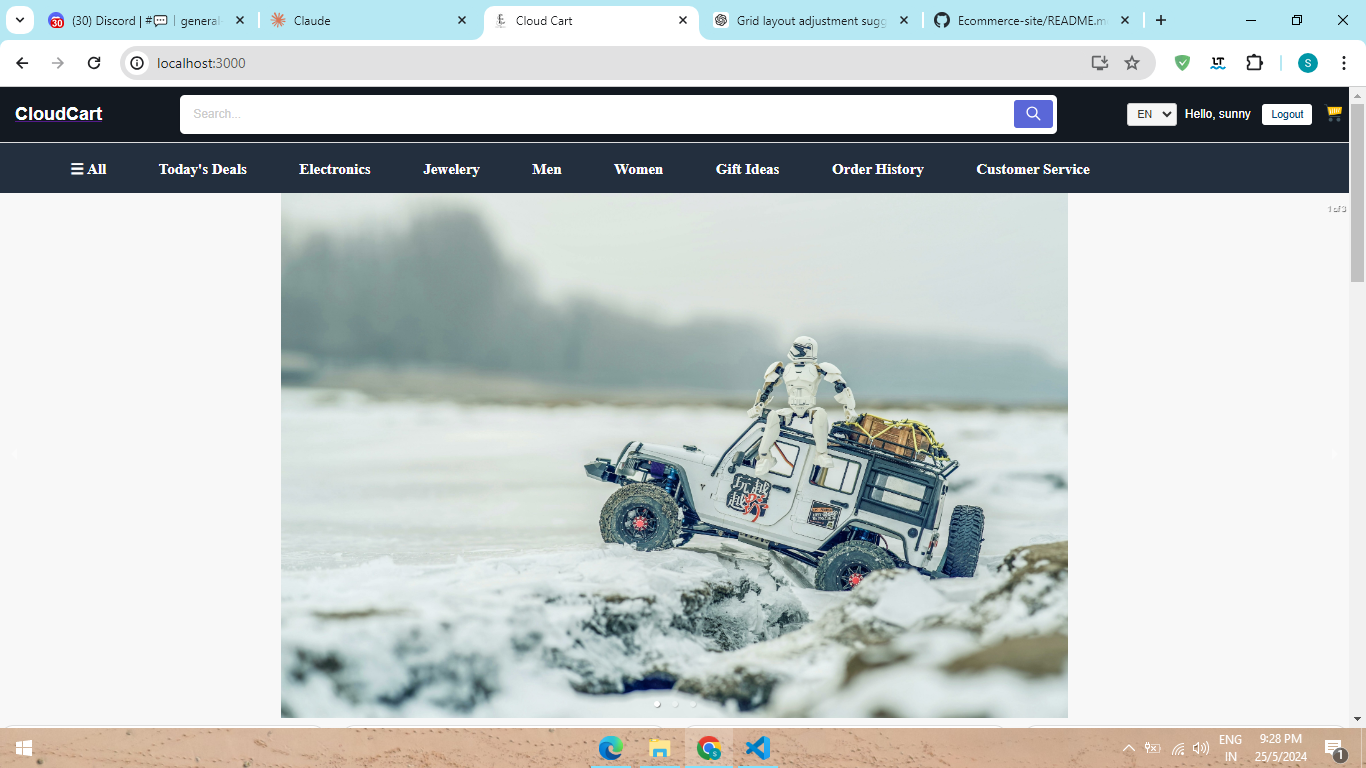 (30) Discord | #💬 | general
Claude
Cloud Cart
Grid layout adjustment sugg
Ecommerce-site/README.m
localhost:3000
CloudCart
Search...
EN
Hello, sunny
Logout
☰ All
Today's Deals
Electronics
Jewelery
Men
Women
Gift Ideas
Order History
Customer Service
1 of 3
玩越
越野
ENG
IN
9:28 PM
25/5/2024
1